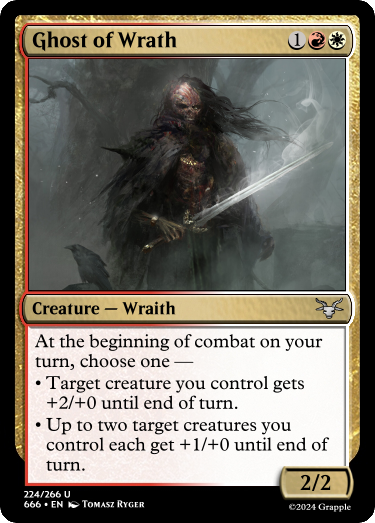 Ghost of Wrath 1
Creature — Wraith
At the beginning of combat on your
turn, choose one —
• Target creature you control gets
+2/+0 until end of turn.
• Up to two target creatures you
control each get +1/+0 until end of
turn.
2/2
224/266 U
666 • EN Tomasz Ryger
©2024 Grapple